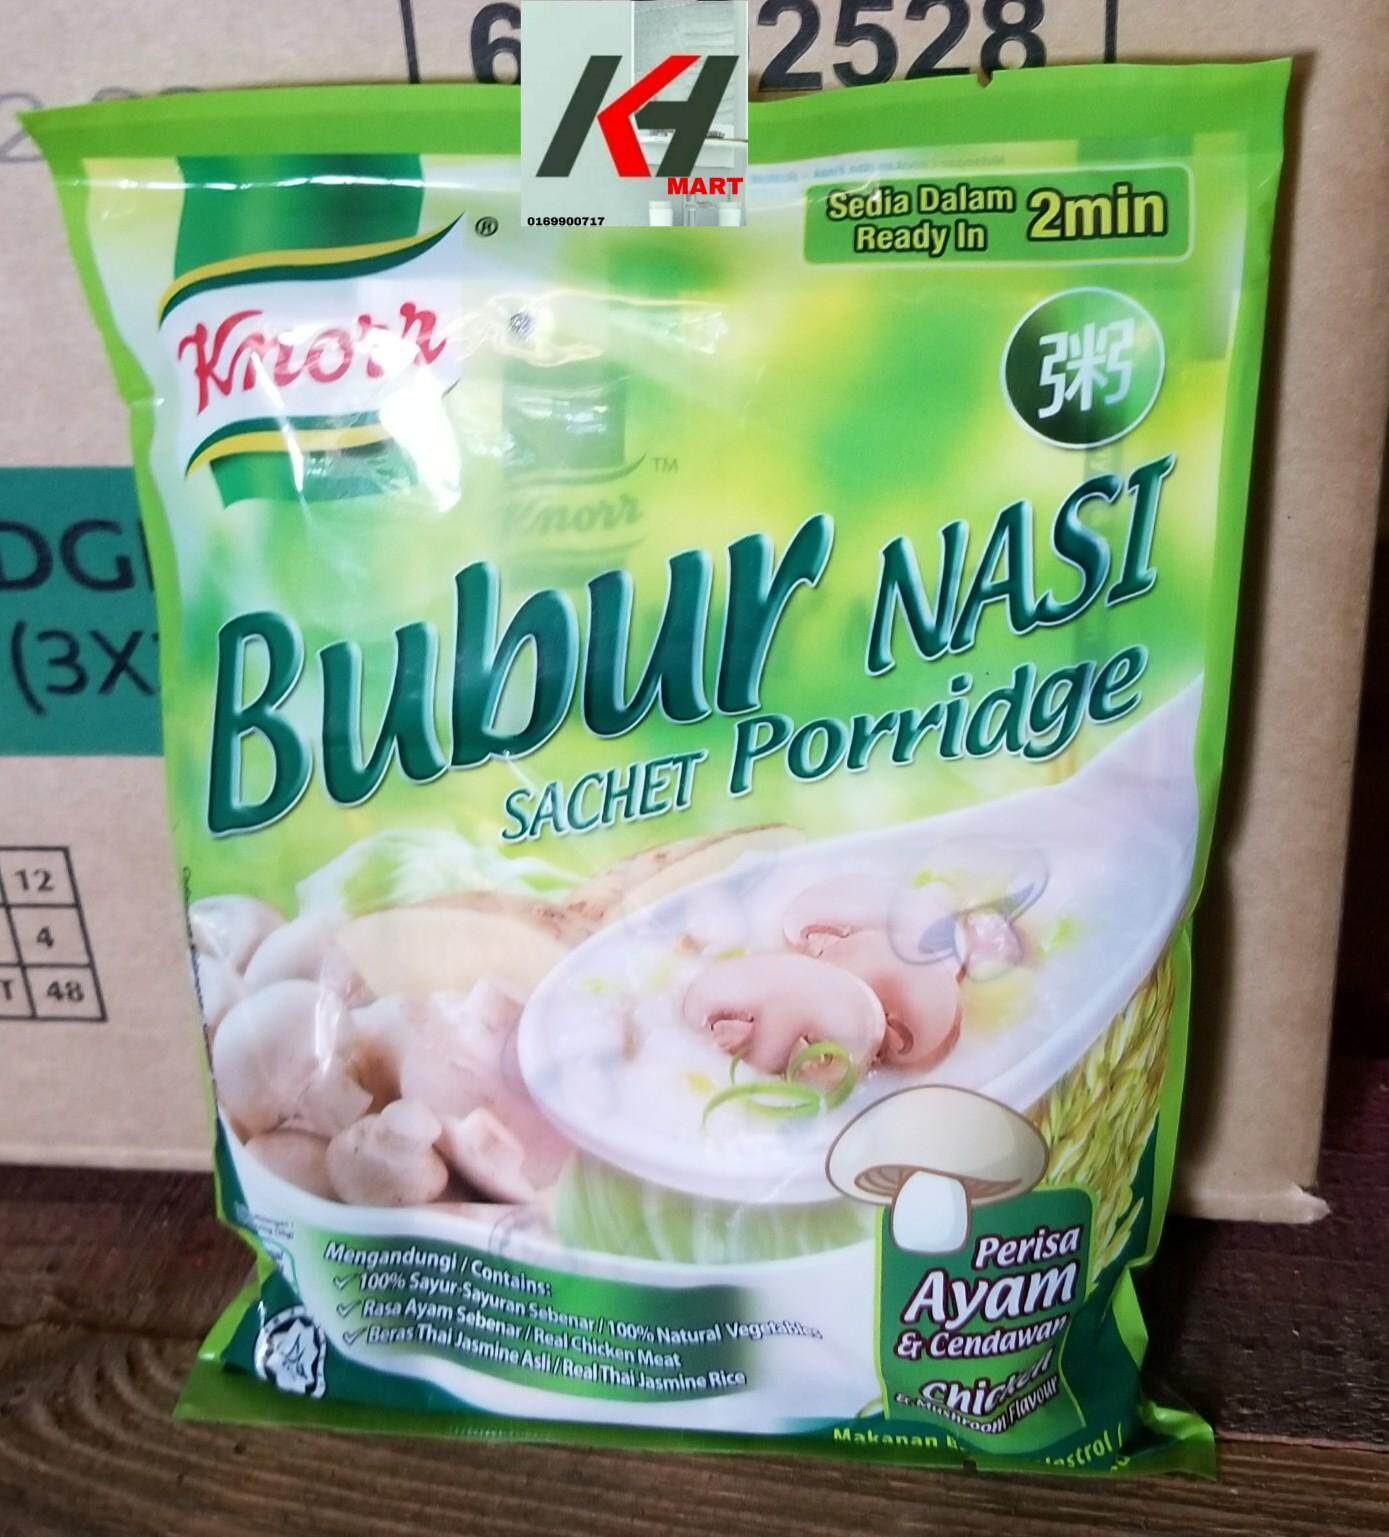 2528
KH
MART
0169900717
Sedia Dalam
Ready In
2min
Knorr
®
粥
TM
Knorr
Bubur NASI
SACHET Porridge
(3X
12
4
48
Mengandungi / Contains:
✓ 100% Sayur-Sayuran Sebenar / 100% Natural Vegetables
✓ Rasa Ayam Sebenar / Real Chicken Meat
✓ Beras Thai Jasmine Asli / Real Thai Jasmine Rice
Perisa
Ayam
& Cendawan
Chicken
& Mushroom Flavour
Makanan